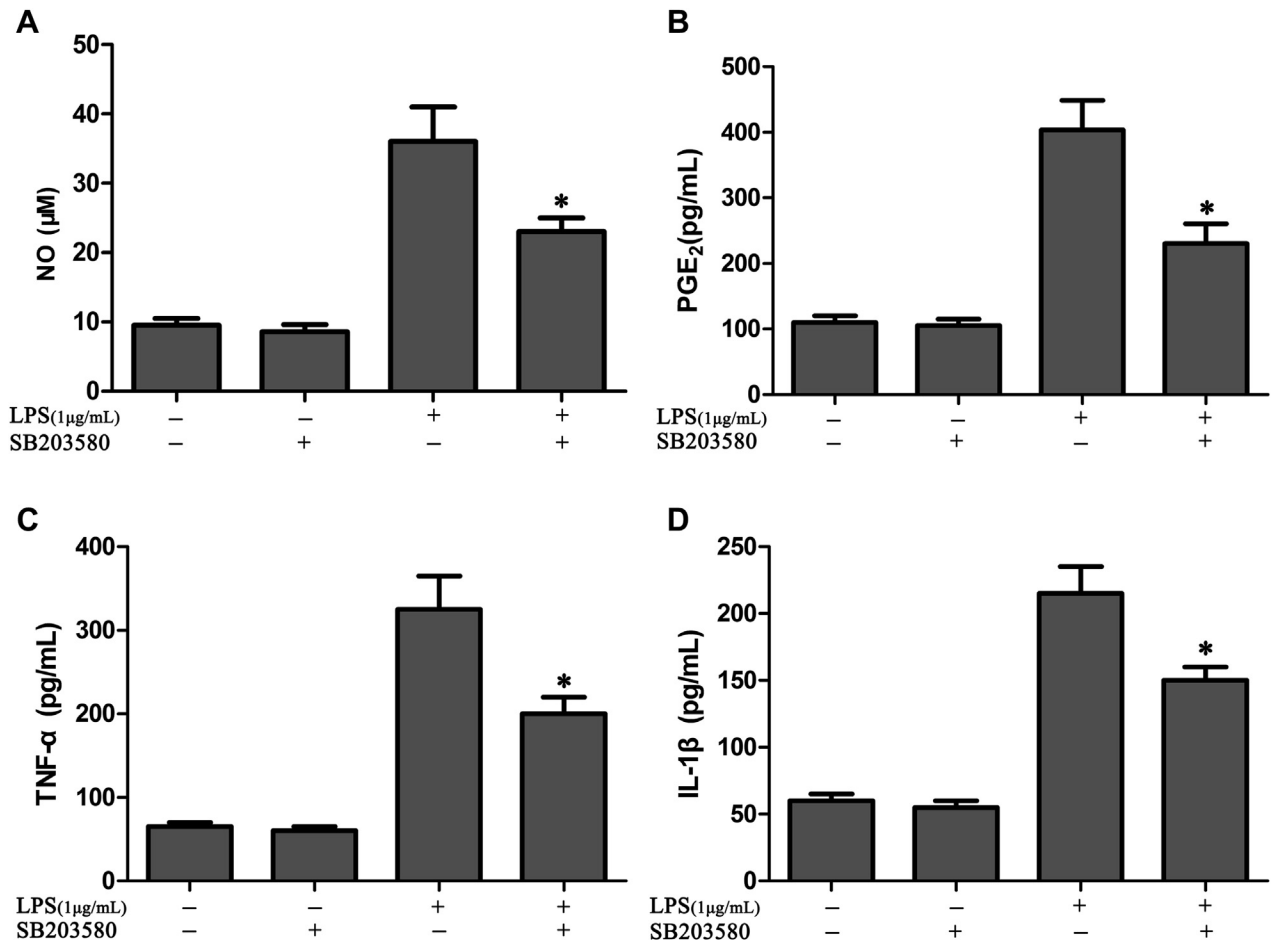 A
50
40
30
20
10
0
NO (µM)
*
LPS(1µg/mL) – – + +
SB203580 – + – +
B
500
400
300
200
100
0
PGE₂(pg/mL)
*
LPS(1µg/mL) – – + +
SB203580 – + – +
C
400
300
200
100
0
TNF-α (pg/mL)
*
LPS(1µg/mL) – – + +
SB203580 – + – +
D
250
200
150
100
50
0
IL-1β (pg/mL)
*
LPS(1µg/mL) – – + +
SB203580 – + – +